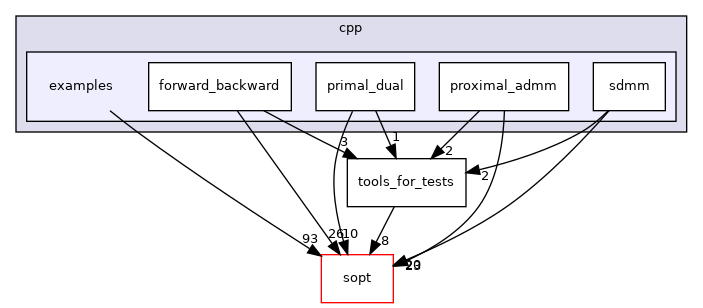 cpp
examples
forward_backward
primal_dual
proximal_admm
sdmm
3
1
2
2
tools_for_tests
93
26
10
8
sopt